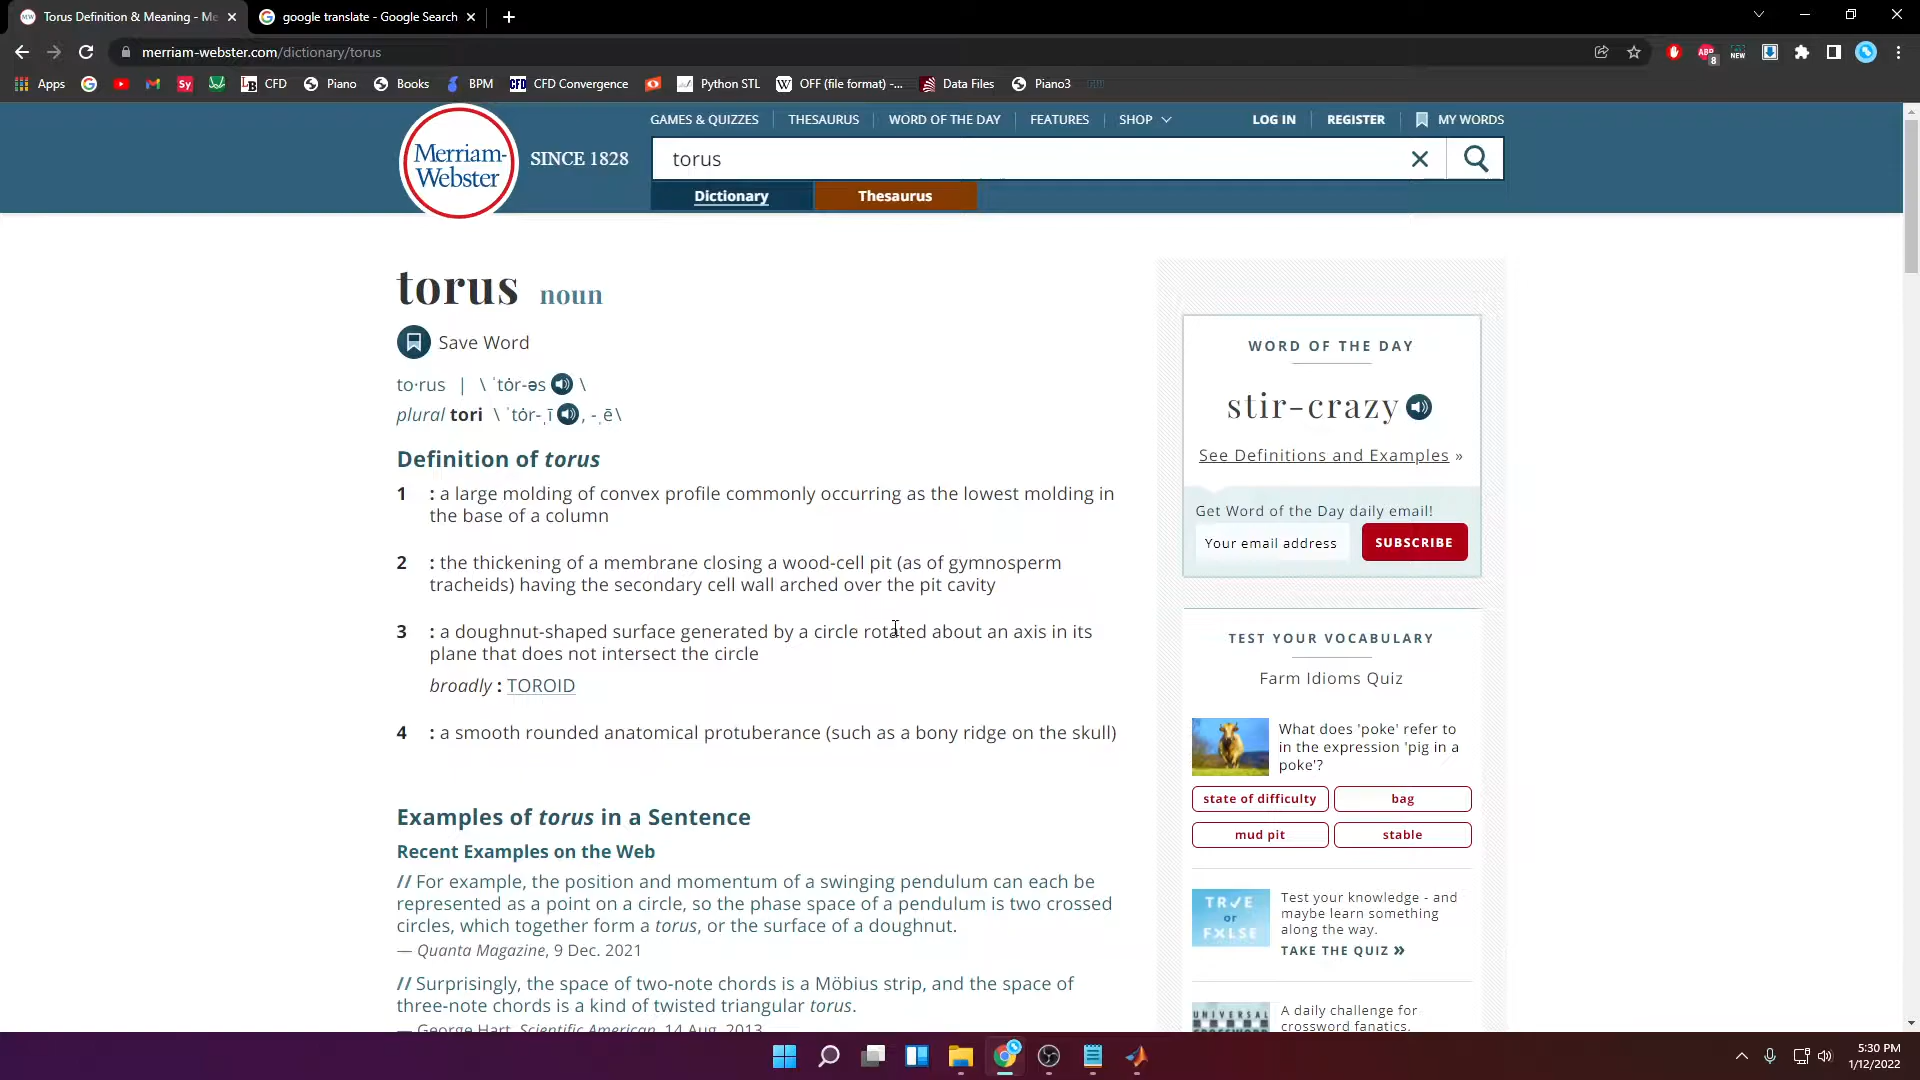 Torus Definition & Meaning - Me
google translate - Google Search
merriam-webster.com/dictionary/torus
ABP
8
NEW
Apps
Sy
LB CFD
Piano
Books
BPM
CFD CFD Convergence
Python STL
W OFF (file format) -...
Data Files
Piano3
Merriam-
Webster
SINCE 1828
GAMES & QUIZZES
THESAURUS
WORD OF THE DAY
FEATURES
SHOP
LOG IN
REGISTER
MY WORDS
torus
Dictionary
Thesaurus
torus noun
Save Word
to·rus | \ ˈtȯr-əs \
plural tori \ ˈtȯr-ˌī , -ˌē\
Definition of torus
1 : a large molding of convex profile commonly occurring as the lowest molding in
the base of a column
2 : the thickening of a membrane closing a wood-cell pit (as of gymnosperm
tracheids) having the secondary cell wall arched over the pit cavity
3 : a doughnut-shaped surface generated by a circle rotated about an axis in its
plane that does not intersect the circle
broadly : TOROID
4 : a smooth rounded anatomical protuberance (such as a bony ridge on the skull)
Examples of torus in a Sentence
Recent Examples on the Web
// For example, the position and momentum of a swinging pendulum can each be
represented as a point on a circle, so the phase space of a pendulum is two crossed
circles, which together form a torus, or the surface of a doughnut.
— Quanta Magazine, 9 Dec. 2021
// Surprisingly, the space of two-note chords is a Möbius strip, and the space of
three-note chords is a kind of twisted triangular torus.
— George Hart, Scientific American, 14 Aug. 2013
WORD OF THE DAY
stir-crazy
See Definitions and Examples »
Get Word of the Day daily email!
Your email address
SUBSCRIBE
TEST YOUR VOCABULARY
Farm Idioms Quiz
What does 'poke' refer to
in the expression 'pig in a
poke'?
state of difficulty
bag
mud pit
stable
TRUE
or
FALSE
Test your knowledge - and
maybe learn something
along the way.
TAKE THE QUIZ »
UNIVERSAL
A daily challenge for
crossword fanatics.
5:30 PM
1/12/2022